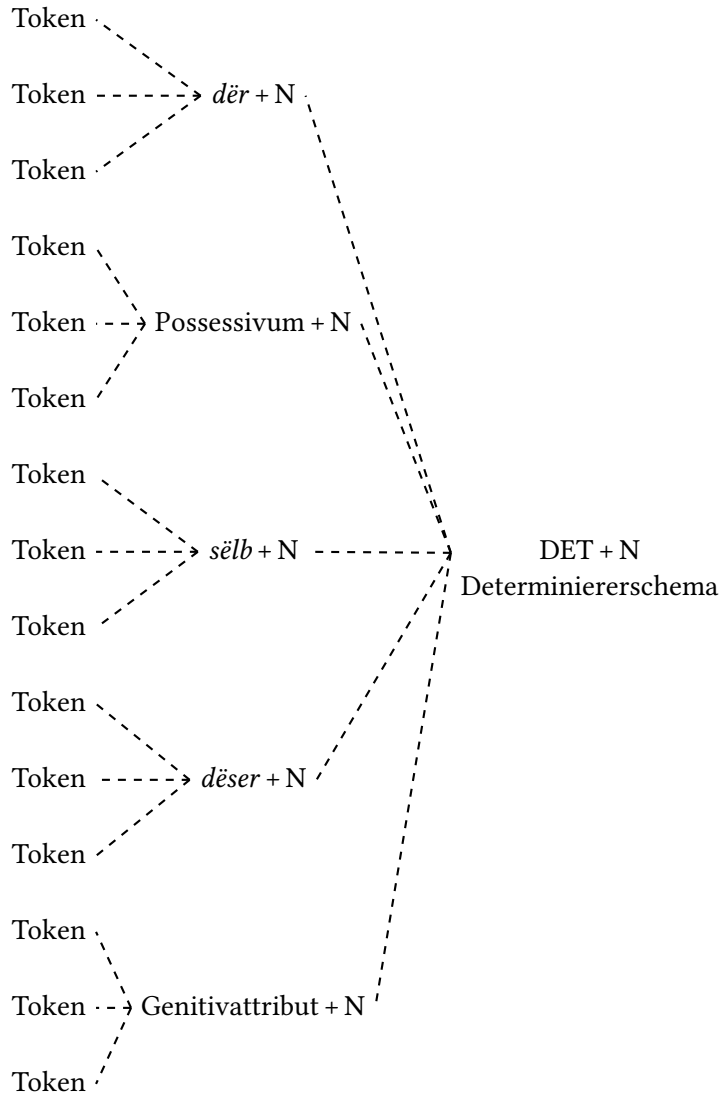 Token
Token
dër + N
Token
Token
Token
Possessivum + N
Token
Token
Token
sëlb + N
DET + N
Determiniererschema
Token
Token
Token
dëser + N
Token
Token
Token
Genitivattribut + N
Token